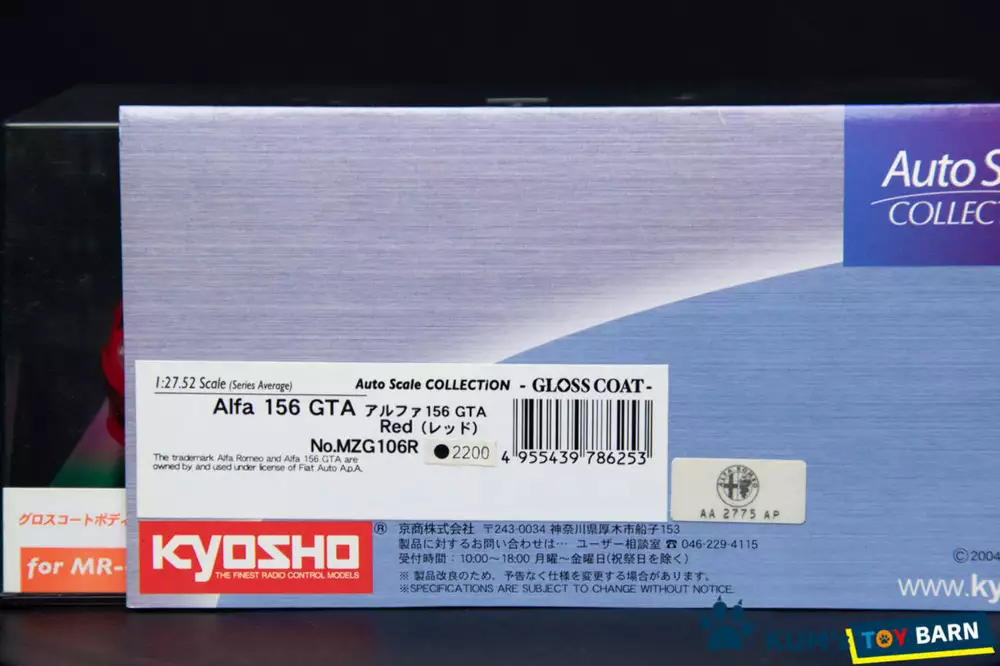 Auto S
COLLEC
1:27.52 Scale (Series Average)
Auto Scale COLLECTiON - GLOSS COAT -
Alfa 156 GTA アルファ156 GTA
Red (レッド)
No.MZG106R
●2200
4 955439 786253
The trademark Alfa Romeo and Alfa 156 GTA are
owned by and used under license of Fiat Auto A.p.A.
ALFA ROMEO
AA 2775 AP
グロスコートボディ
for MR-
KYOSHO ®
THE FINEST RADIO CONTROL MODELS
京商株式会社 〒243-0034 神奈川県厚木市船子153
製品に対するお問い合わせは… ユーザー相談室 ☎ 046-229-4115
受付時間：10:00〜18:00 月曜〜金曜日(祝祭日を除く)
※ 製品改良のため、予告なく仕様を変更する場合があります。
※SPECIFICATIONS ARE SUBJECT TO CHANGE WITHOUT NOTICE.
©2004
www.ky
TOY BARN